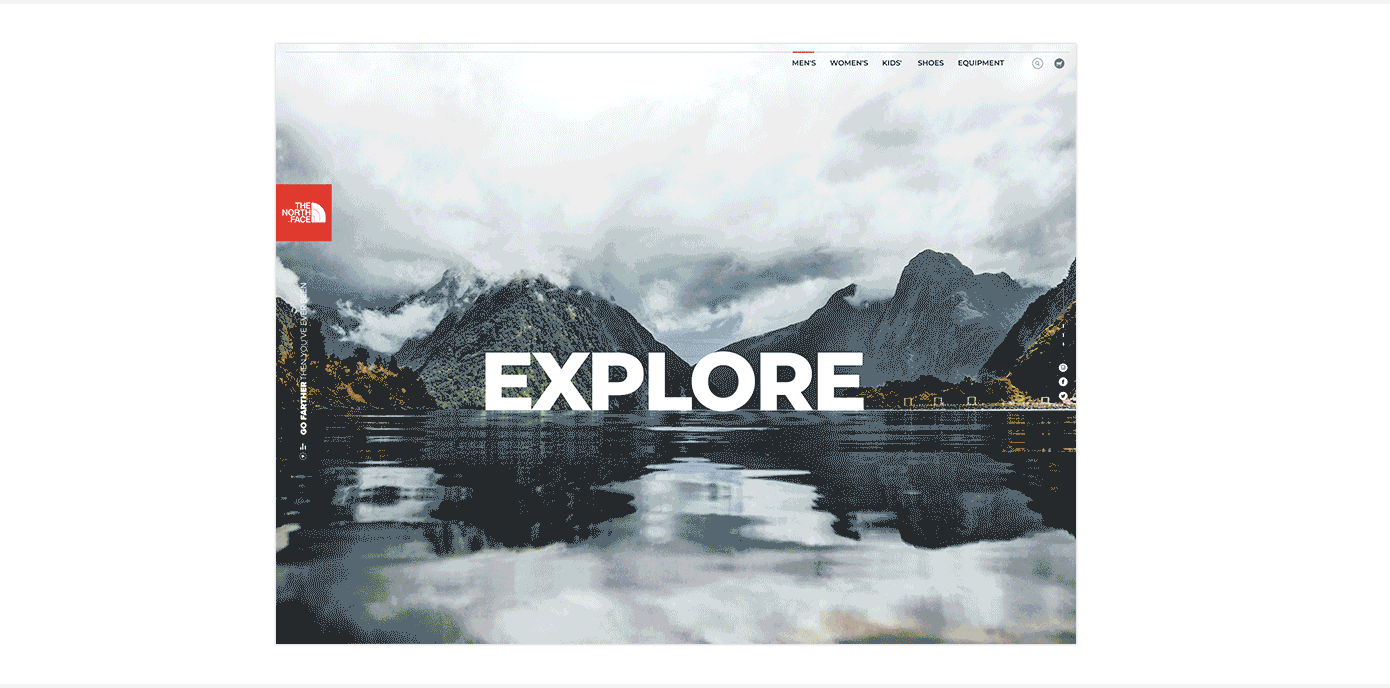 MEN'S WOMEN'S KIDS' SHOES EQUIPMENT
THE
NORTH
FACE
GO FARTHER THEN YOU'VE EVER BEEN
EXPLORE